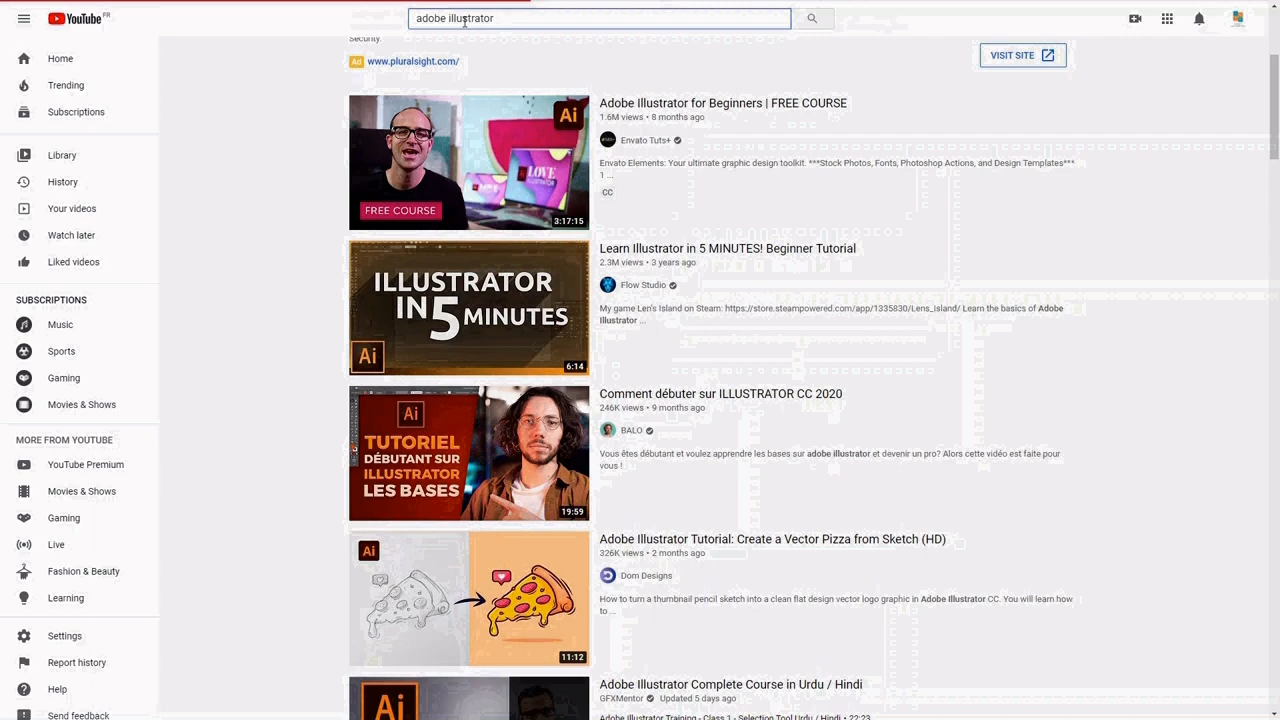 YouTube FR
adobe illustrator
Security.
Ad www.pluralsight.com/
VISIT SITE
Home
Trending
Subscriptions
Library
History
Your videos
Watch later
Liked videos
SUBSCRIPTIONS
Music
Sports
Gaming
Movies & Shows
MORE FROM YOUTUBE
YouTube Premium
Movies & Shows
Gaming
Live
Fashion & Beauty
Learning
Settings
Report history
Help
Send feedback
Ai
LOVE
FREE COURSE
3:17:15
Adobe Illustrator for Beginners | FREE COURSE
1.6M views • 8 months ago
Envato Tuts+
Envato Elements: Your ultimate graphic design toolkit. ***Stock Photos, Fonts, Photoshop Actions, and Design Templates***
1 ...
CC
ILLUSTRATOR
IN 5 MINUTES
Ai
6:14
Learn Illustrator in 5 MINUTES! Beginner Tutorial
2.3M views • 3 years ago
Flow Studio
My game Len's Island on Steam: https://store.steampowered.com/app/1335830/Lens_Island/ Learn the basics of Adobe
Illustrator ...
Ai
TUTORIEL
DÉBUTANT SUR
ILLUSTRATOR
LES BASES
19:59
Comment débuter sur ILLUSTRATOR CC 2020
246K views • 9 months ago
BALO
Vous êtes débutant et voulez apprendre les bases sur adobe illustrator et devenir un pro? Alors cette vidéo est faite pour
vous !
Ai
11:12
Adobe Illustrator Tutorial: Create a Vector Pizza from Sketch (HD)
326K views • 2 months ago
Dom Designs
How to turn a thumbnail pencil sketch into a clean flat design vector logo graphic in Adobe Illustrator CC. You will learn how
to ...
Ai
Adobe Illustrator Complete Course in Urdu / Hindi
GFXMentor Updated 5 days ago
Adobe Illustrator Training - Class 1 - Selection Tool Urdu / Hindi • 22:23